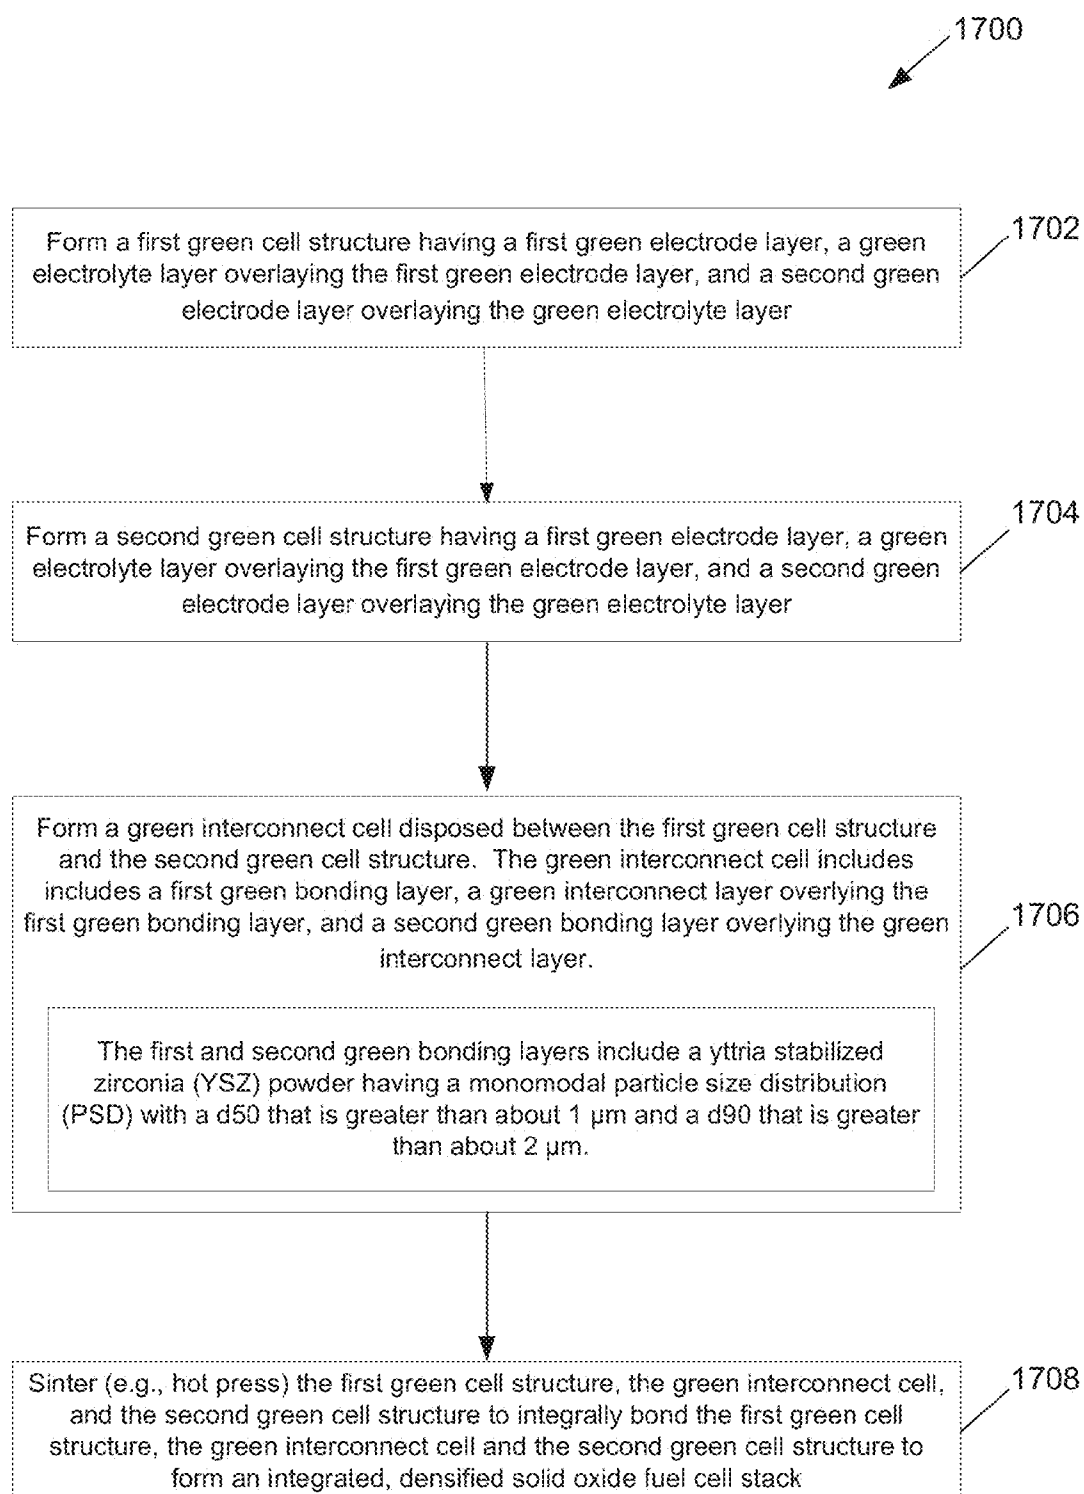 1700
Form a first green cell structure having a first green electrode layer, a green
electrolyte layer overlaying the first green electrode layer, and a second green
electrode layer overlaying the green electrolyte layer
1702
Form a second green cell structure having a first green electrode layer, a green
electrolyte layer overlaying the first green electrode layer, and a second green
electrode layer overlaying the green electrolyte layer
1704
Form a green interconnect cell disposed between the first green cell structure
and the second green cell structure. The green interconnect cell includes
includes a first green bonding layer, a green interconnect layer overlying the
first green bonding layer, and a second green bonding layer overlying the green
interconnect layer.
1706
The first and second green bonding layers include a yttria stabilized
zirconia (YSZ) powder having a monomodal particle size distribution
(PSD) with a d50 that is greater than about 1 µm and a d90 that is greater
than about 2 µm.
Sinter (e.g., hot press) the first green cell structure, the green interconnect cell,
and the second green cell structure to integrally bond the first green cell
structure, the green interconnect cell and the second green cell structure to
form an integrated, densified solid oxide fuel cell stack
1708